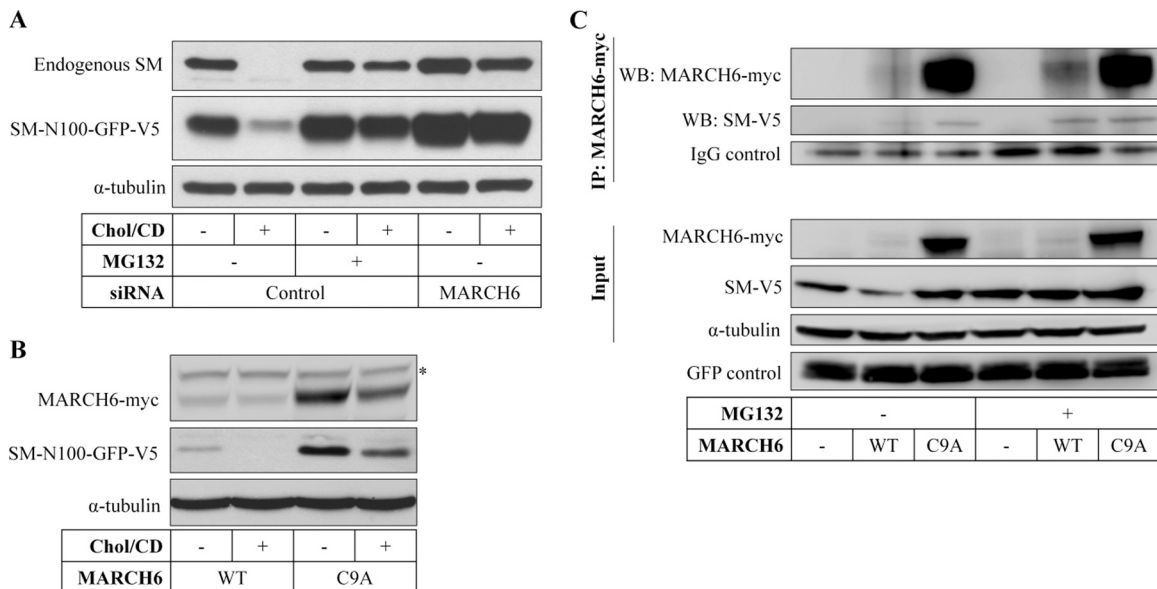 A
Endogenous SM
SM-N100-GFP-V5
α-tubulin
Chol/CD - + - + - +
MG132 - + -
siRNA Control MARCH6
B
MARCH6-myc *
SM-N100-GFP-V5
α-tubulin
Chol/CD - + - +
MARCH6 WT C9A
C
IP: MARCH6-myc
WB: MARCH6-myc
WB: SM-V5
IgG control
Input
MARCH6-myc
SM-V5
α-tubulin
GFP control
MG132 - +
MARCH6 - WT C9A - WT C9A